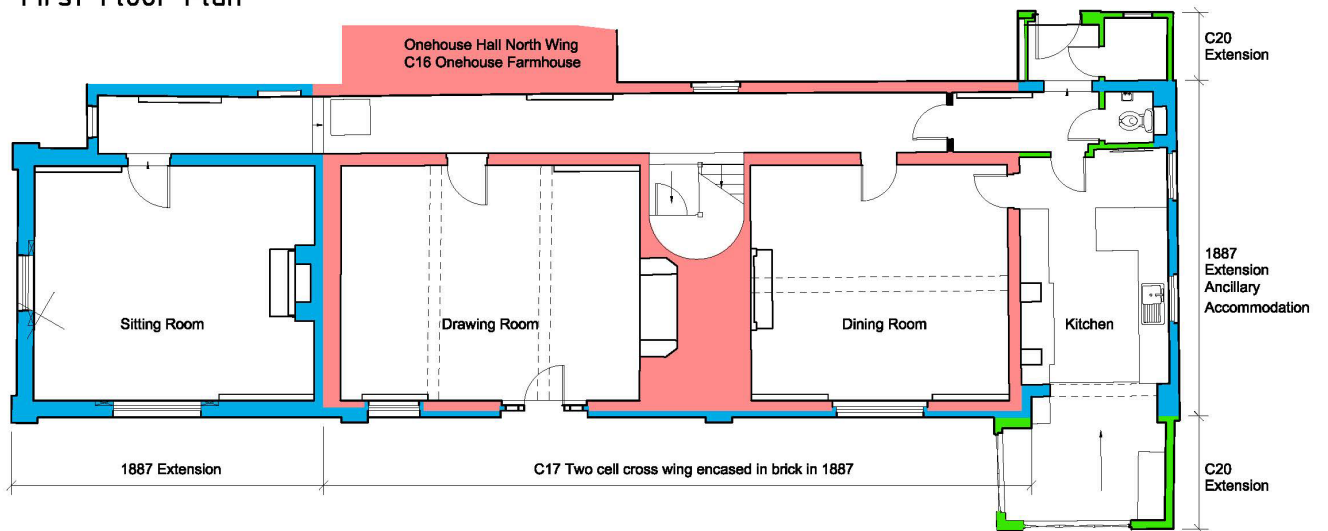 First Floor Plan
Onehouse Hall North Wing
C16 Onehouse Farmhouse
C20
Extension
1887
Extension
Ancillary
Accommodation
Sitting Room
Drawing Room
Dining Room
Kitchen
1887 Extension
C17 Two cell cross wing encased in brick in 1887
C20
Extension